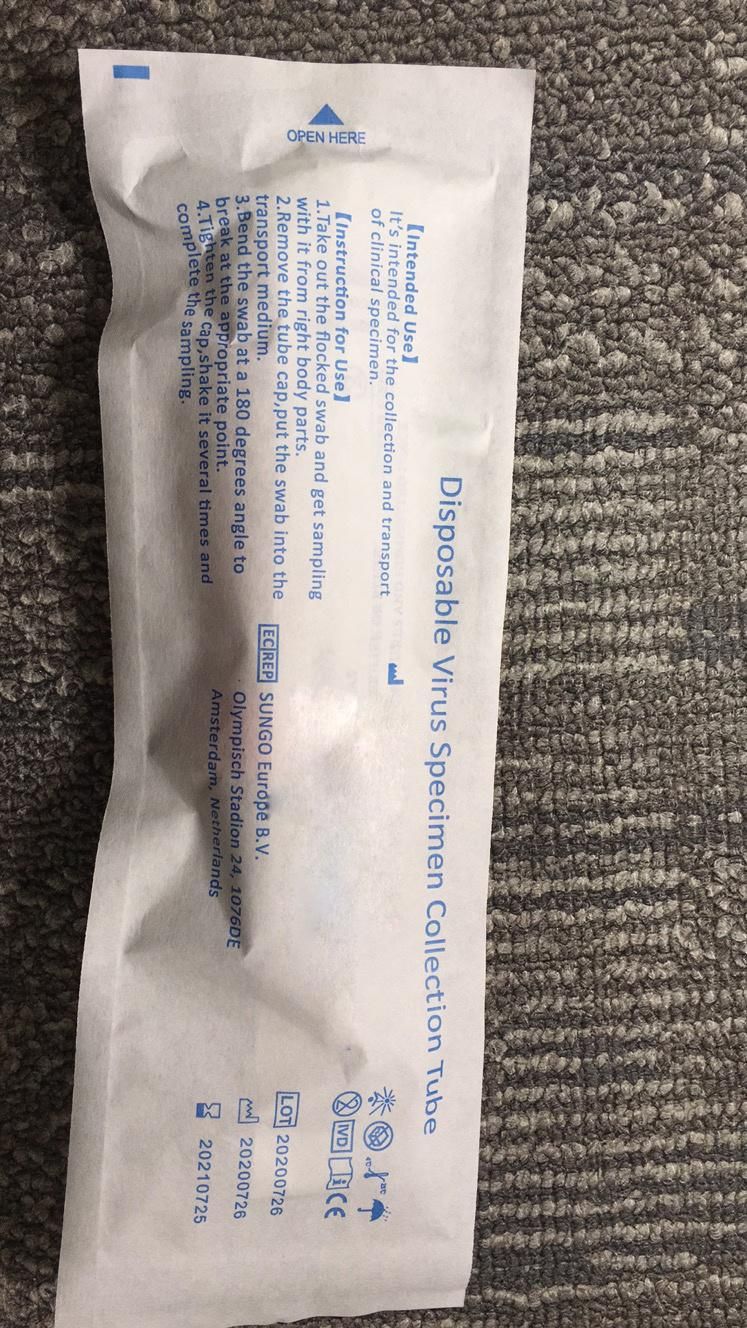 OPEN HERE
Disposable Virus Specimen Collection Tube
【Intended Use】
It's intended for the collection and transport
of clinical specimen.
【Instruction for Use】
1.Take out the flocked swab and get sampling
with it from right body parts.
2.Remove the tube cap,put the swab into the
transport medium.
3.Bend the swab at a 180 degrees angle to
break at the appropriate point.
4.Tighten the cap,shake it several times and
complete the sampling.
EC REP SUNGO Europe B.V.
Olympisch Stadion 24, 1076DE
Amsterdam, Netherlands
2 IVD i CE
LOT 20200726
20200726
20210725